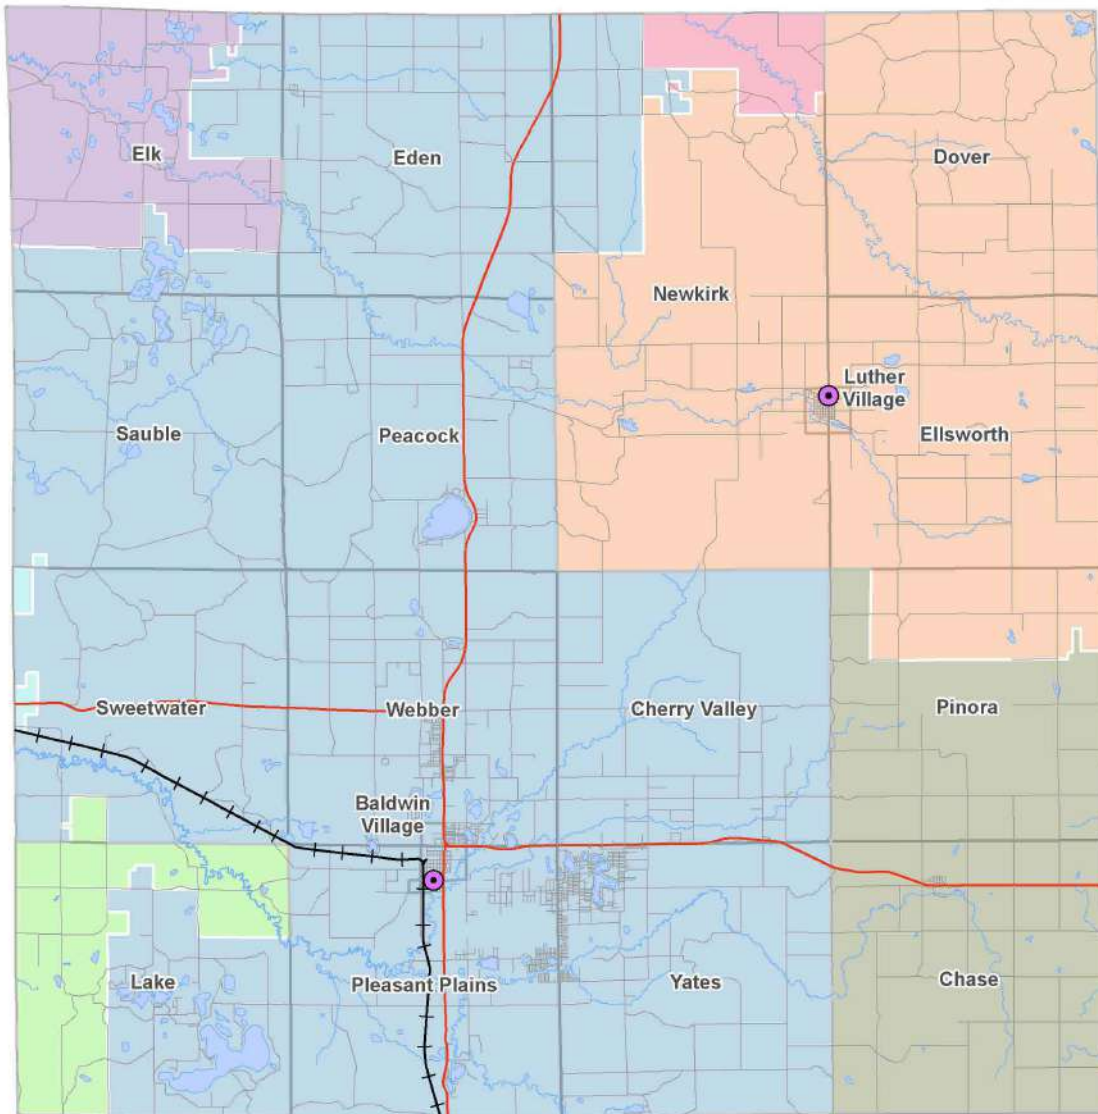 Elk
Eden
Dover
Newkirk
Luther
Village
Sauble
Peacock
Ellsworth
Sweetwater
Webber
Cherry Valley
Pinora
Baldwin
Village
Lake
Pleasant Plains
Yates
Chase